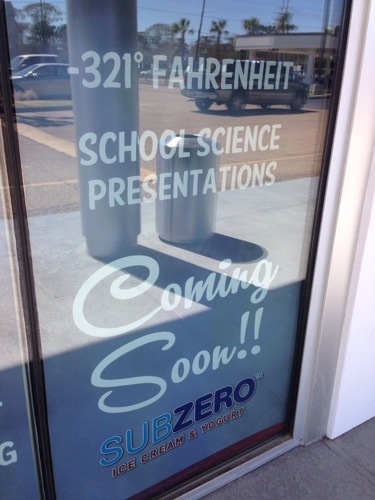 -321° FAHRENHEIT
SCHOOL SCIENCE
PRESENTATIONS
Coming
Soon!!
SUBZERO
ICE CREAM & YOGURT
G